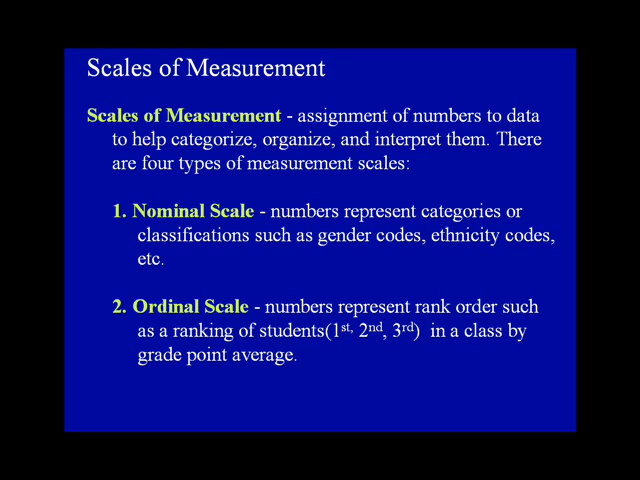 Scales of Measurement
Scales of Measurement - assignment of numbers to data
to help categorize, organize, and interpret them. There
are four types of measurement scales:
1. Nominal Scale - numbers represent categories or
classifications such as gender codes, ethnicity codes,
etc.
2. Ordinal Scale - numbers represent rank order such
as a ranking of students(1st, 2nd, 3rd) in a class by
grade point average.